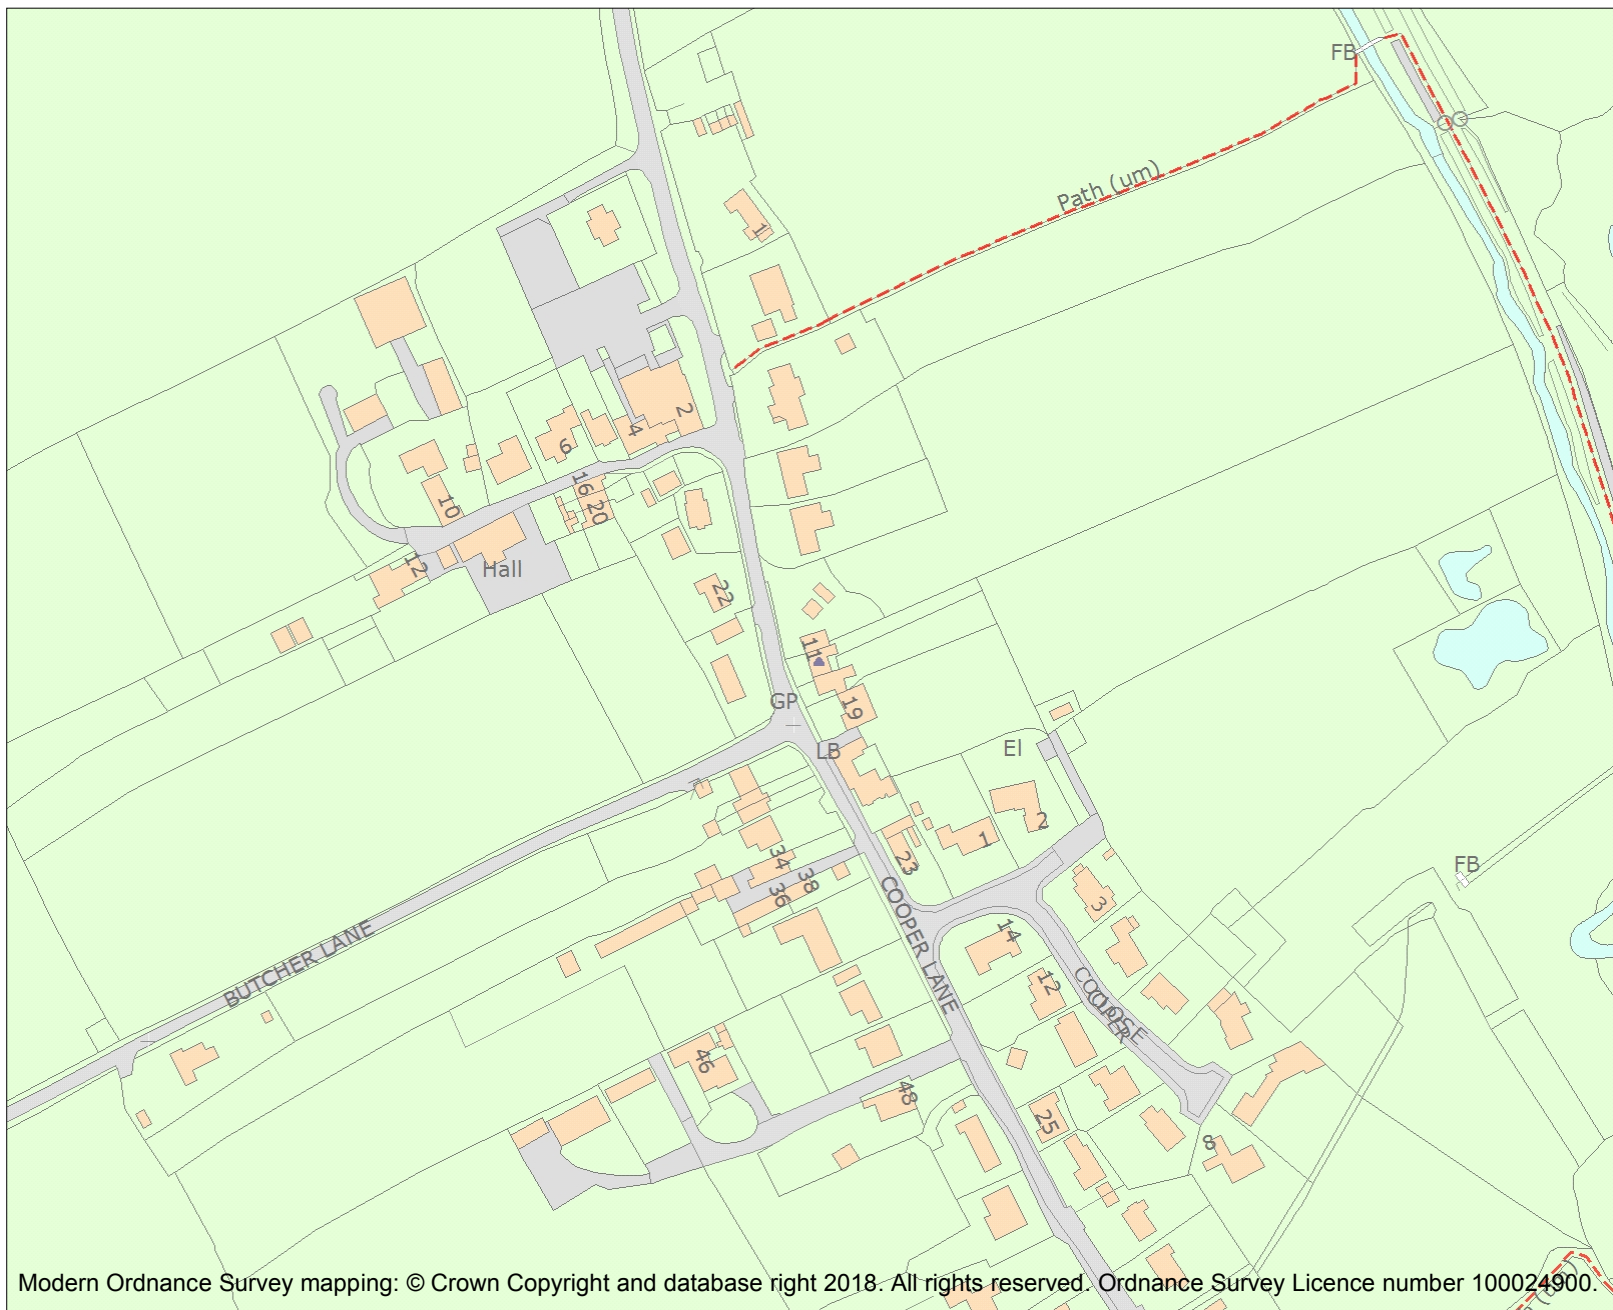 FB
Path (um)
1
2
4
6
16
20
10
12
Hall
22
11
GP
19
LB
El
2
1
23
34
38
36
FB
3
COOPER LANE
14
BUTCHER LANE
12
COOPER
CLOSE
46
48
25
8
Modern Ordnance Survey mapping: © Crown Copyright and database right 2018. All rights reserved. Ordnance Survey Licence number 100024900.